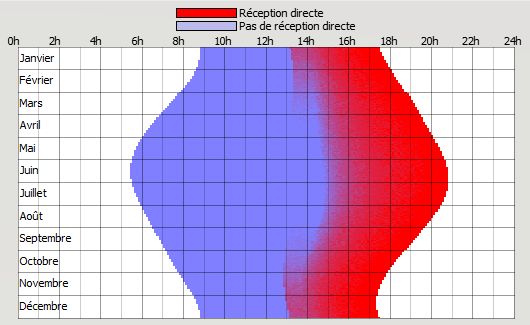 Réception directe
Pas de réception directe
0h 2h 4h 6h 8h 10h 12h 14h 16h 18h 20h 22h 24h
Janvier
Février
Mars
Avril
Mai
Juin
Juillet
Août
Septembre
Octobre
Novembre
Décembre